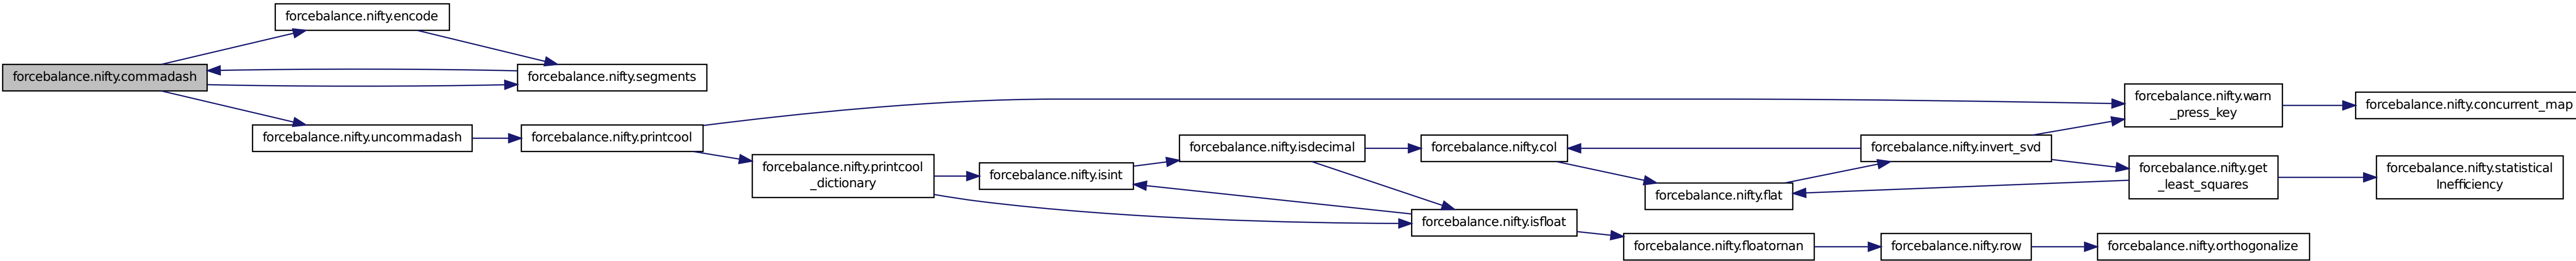 forcebalance.nifty.encode
forcebalance.nifty.commadash
forcebalance.nifty.segments
forcebalance.nifty.uncommadash
forcebalance.nifty.printcool
forcebalance.nifty.printcool
_dictionary
forcebalance.nifty.isint
forcebalance.nifty.isdecimal
forcebalance.nifty.isfloat
forcebalance.nifty.col
forcebalance.nifty.flat
forcebalance.nifty.floatornan
forcebalance.nifty.invert_svd
forcebalance.nifty.row
forcebalance.nifty.warn
_press_key
forcebalance.nifty.get
_least_squares
forcebalance.nifty.orthogonalize
forcebalance.nifty.concurrent_map
forcebalance.nifty.statistical
Inefficiency